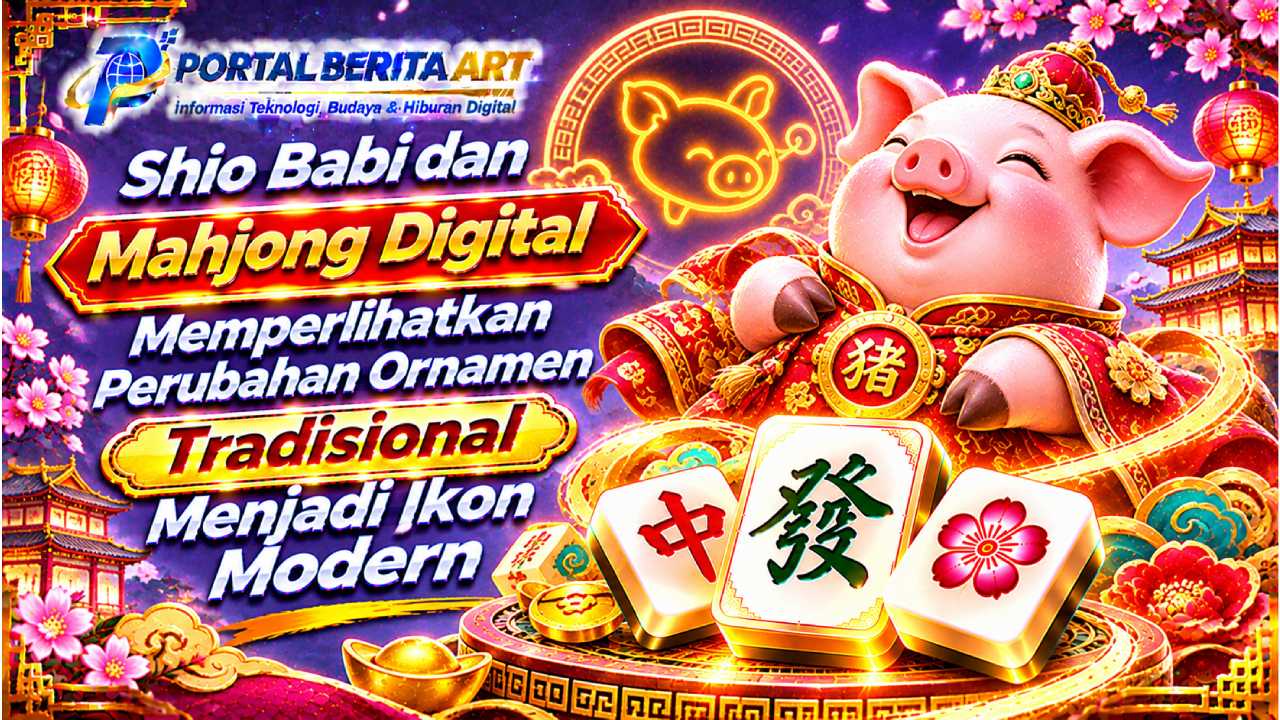 PORTAL BERITA ART
Informasi Teknologi, Budaya & Hiburan Digital
Shio Babi dan
Mahjong Digital
Memperlihatkan
Perubahan Ornamen
Tradisional
Menjadi Ikon
Modern
猪
中
發